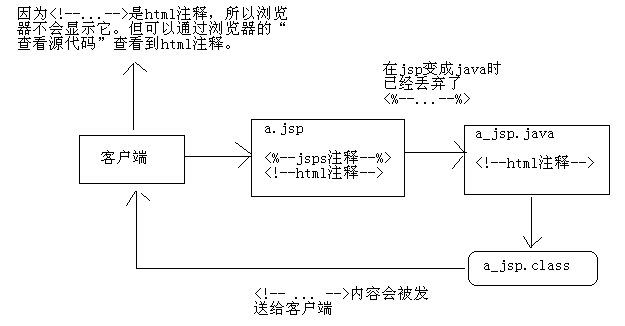 因为<!--...-->是html注释，所以浏览
器不会显示它。但可以通过浏览器的“
查看源代码”查看到html注释。
在jsp变成java时
已经丢弃了
<%--...--%>
客户端
a.jsp
<%--jsps注释--%>
<!--html注释-->
a_jsp.java
<!--html注释-->
a_jsp.class
<!-- ... -->内容会被发
送给客户端